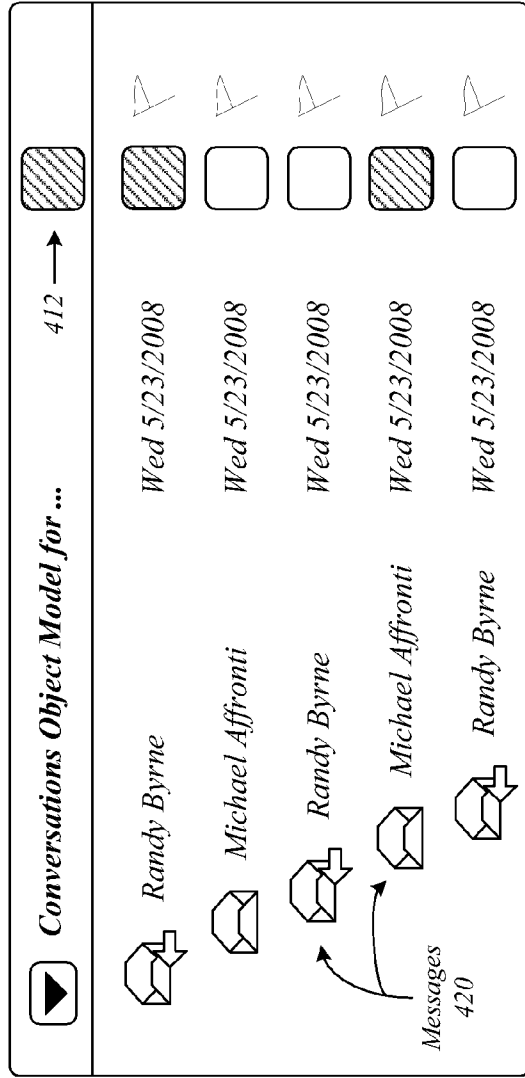 Conversations Object Model for ... 412
Randy Byrne Wed 5/23/2008
Michael Affronti Wed 5/23/2008
Randy Byrne Wed 5/23/2008
Michael Affronti Wed 5/23/2008
Randy Byrne Wed 5/23/2008
Messages
420